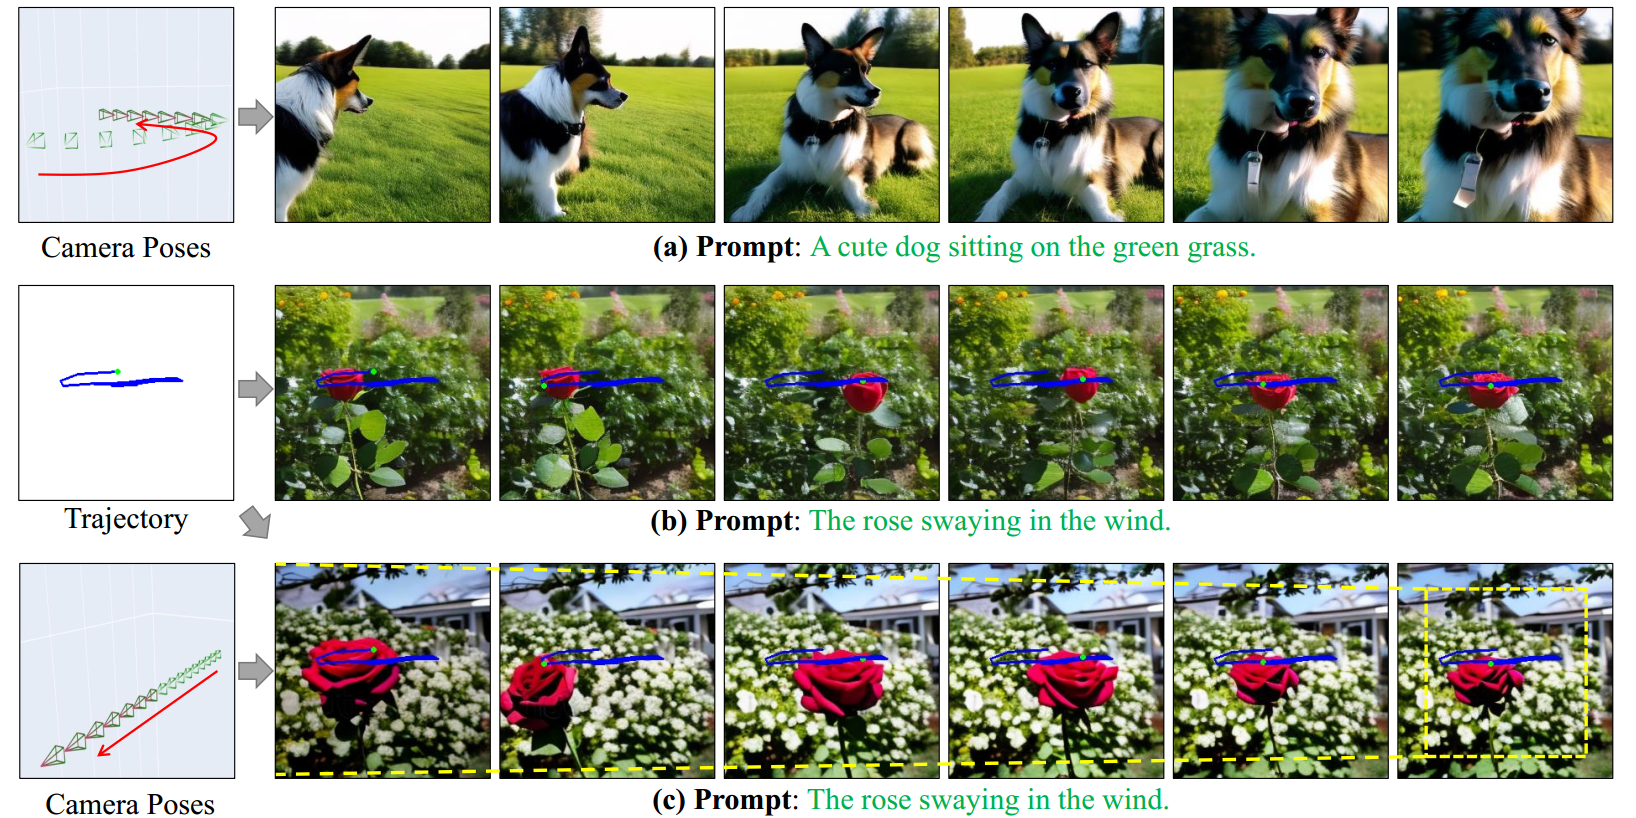 Camera Poses
(a) Prompt: A cute dog sitting on the green grass.
Trajectory
(b) Prompt: The rose swaying in the wind.
Camera Poses
(c) Prompt: The rose swaying in the wind.